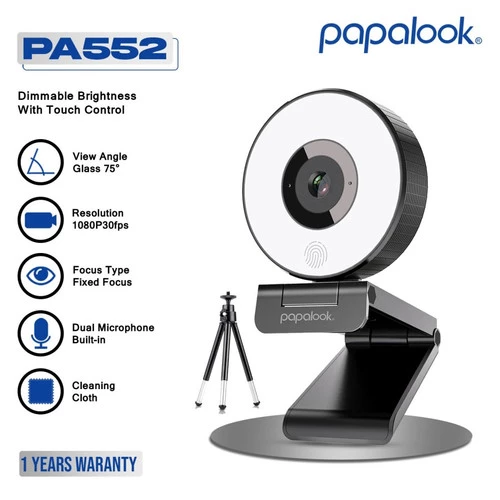 PA552
papalook®
Dimmable Brightness
With Touch Control
View Angle
Glass 75°
Resolution
1080P30fps
Focus Type
Fixed Focus
Dual Microphone
Built-in
Cleaning
Cloth
papalook.
1 YEARS WARANTY